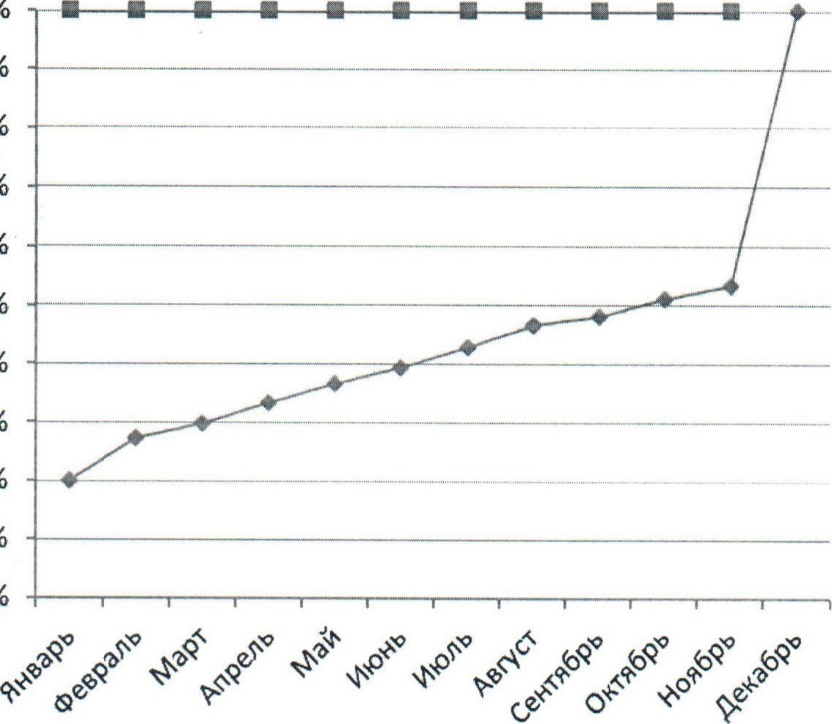 %
%
%
%
%
%
%
%
%
%
%
Январь
Февраль
Март
Апрель
Май
Июнь
Июль
Август
Сентябрь
Октябрь
Ноябрь
Декабрь